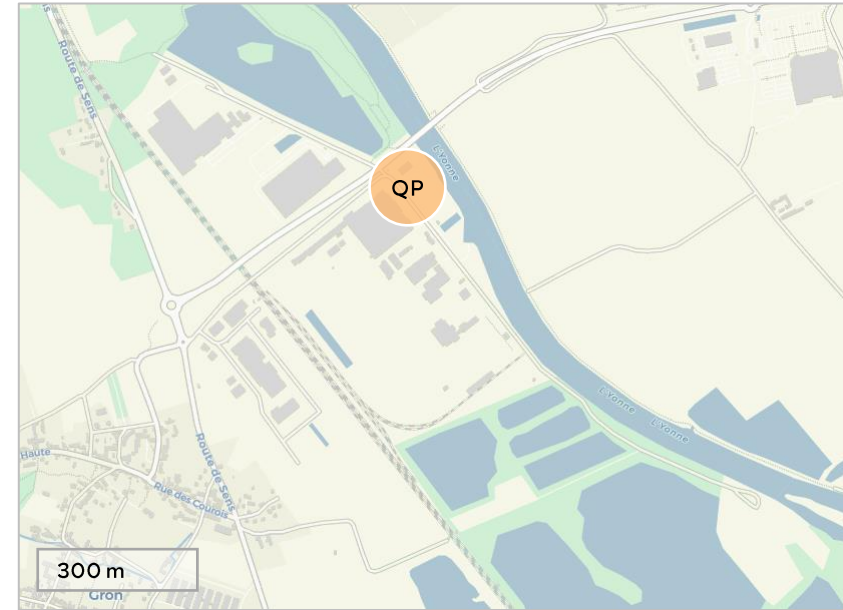 Route de Sens
L'Yonne
QP
L'Yonne
L'Yonne
Route de Sens
Haute
Rue des Courois
300 m
Gron